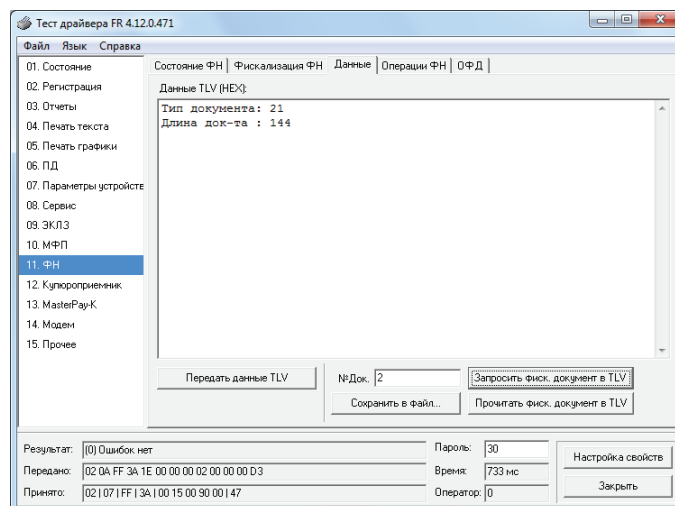 Тест драйвера FR 4.12.0.471
Файл Язык Справка
01. Состояние
02. Регистрация
03. Отчеты
04. Печать текста
05. Печать графики
06. ПД
07. Параметры устройств
08. Сервис
09. ЭКЛЗ
10. МФП
11. ФН
12. Купюроприемник
13. MasterPay-K
14. Модем
15. Прочее
Состояние ФН Фискализация ФН Данные Операции ФН ОФД
Данные TLV (HEX):
Тип документа: 21
Длина док-та : 144
Передать данные TLV
№Док. 2
Запросить фиск. документ в TLV
Сохранить в файл...
Прочитать фиск. документ в TLV
Результат: (0) Ошибок нет
Передано: 02 0A FF 3A 1E 00 00 00 02 00 00 00 D3
Принято: 02 | 07 | FF | 3A | 00 15 00 90 00 | 47
Пароль: 30
Время: 733 мс
Оператор: 0
Настройка свойств
Закрыть